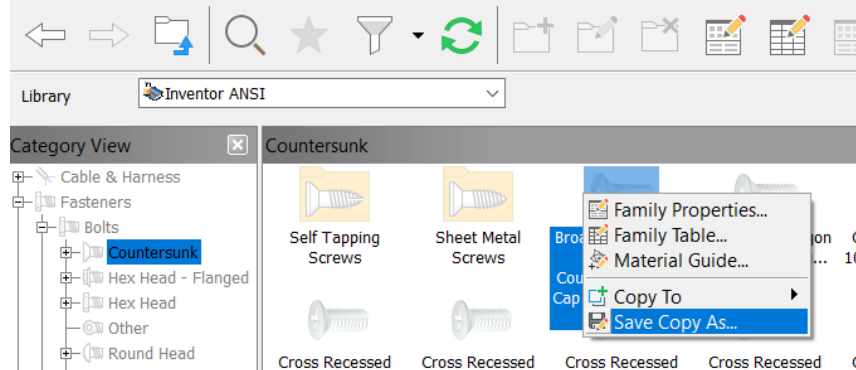 Library
Inventor ANSI
Category View
Countersunk
Cable & Harness
Fasteners
Bolts
Countersunk
Hex Head - Flanged
Hex Head
Other
Round Head
Self Tapping
Screws
Sheet Metal
Screws
Family Properties...
Family Table...
Material Guide...
Copy To
Save Copy As...
Cap
...
Cross Recessed
Cross Recessed
Cross Recessed
Cross Recessed